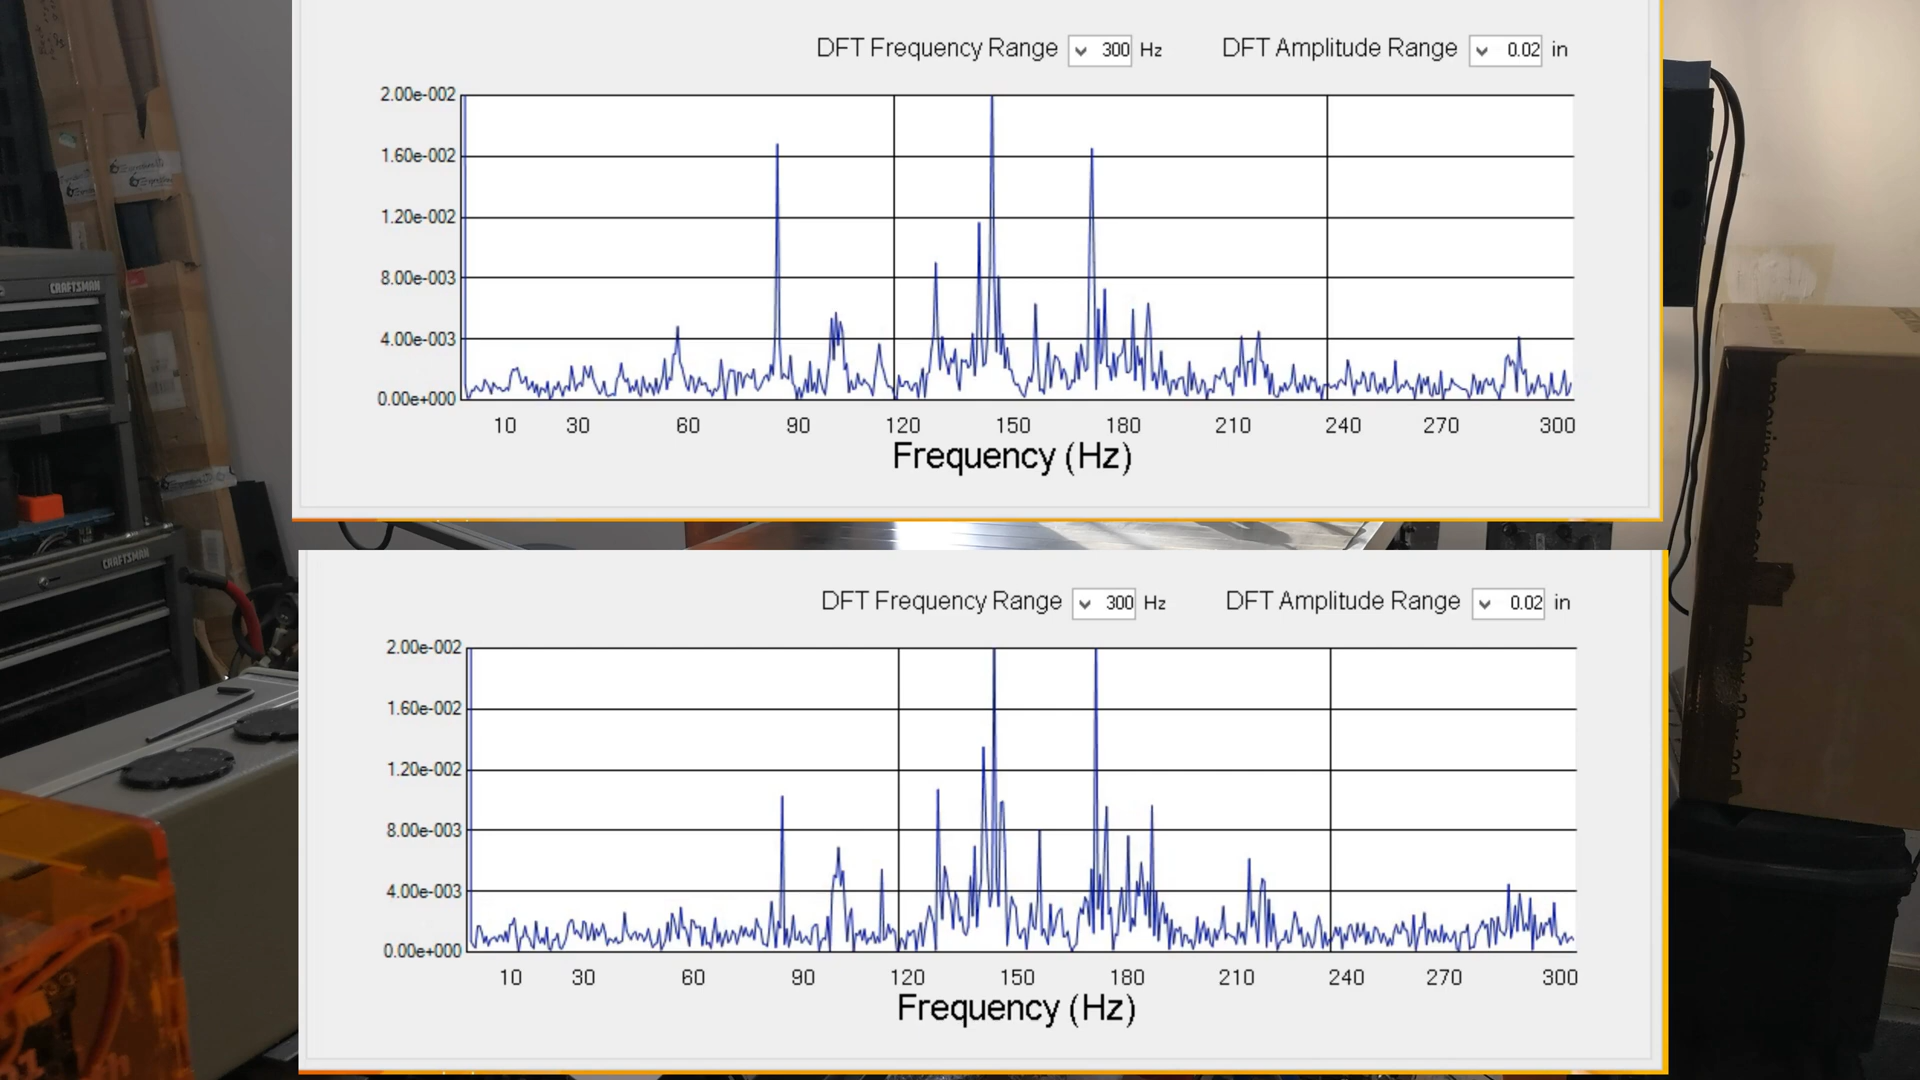 DFT Frequency Range 300 Hz DFT Amplitude Range 0.02 in
2.00e-002
1.60e-002
1.20e-002
8.00e-003
4.00e-003
0.00e+000
10 30 60 90 120 150 180 210 240 270 300
Frequency (Hz)
CRAFTSMAN
CRAFTSMAN
DFT Frequency Range 300 Hz DFT Amplitude Range 0.02 in
2.00e-002
1.60e-002
1.20e-002
8.00e-003
4.00e-003
0.00e+000
10 30 60 90 120 150 180 210 240 270 300
Frequency (Hz)